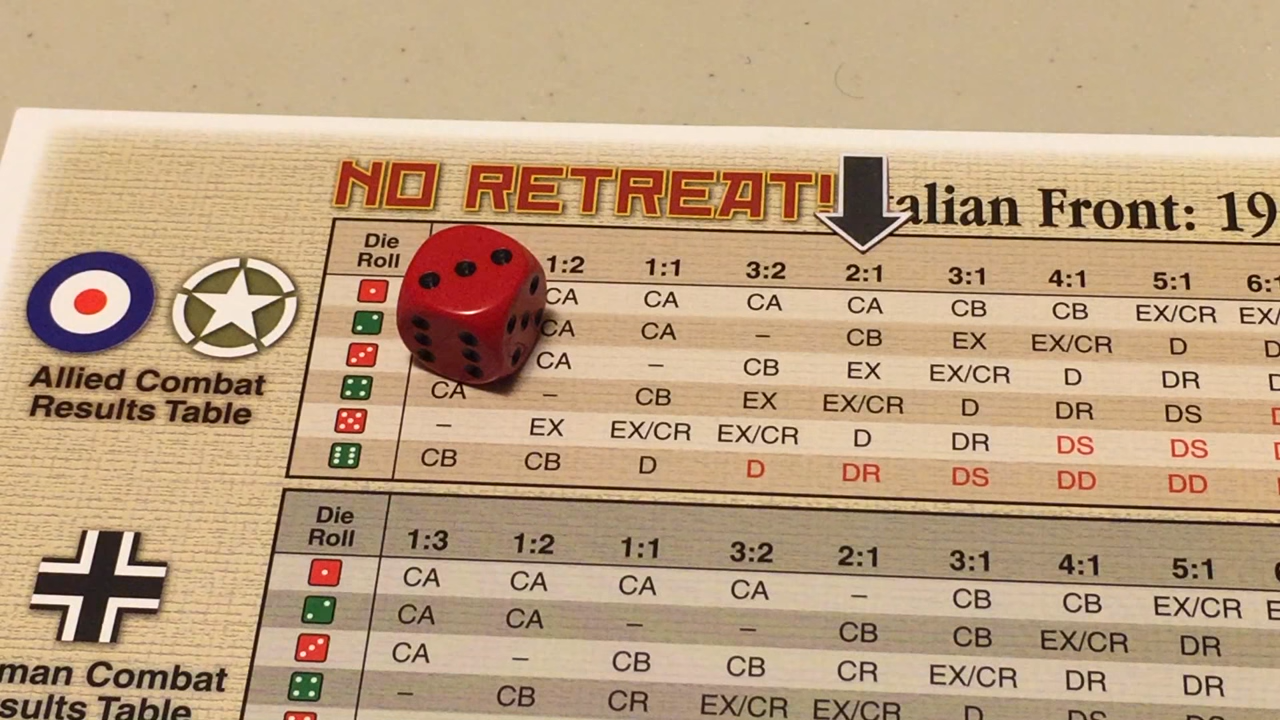 NO RETREAT! alian Front: 19
Die Roll 1:2 1:1 3:2 2:1 3:1 4:1 5:1
CA CA CA CA CB CB EX/CR EX/
CA CA – CB EX EX/CR D D
CA – CB EX EX/CR D DR
CA – CB EX EX/CR D DR DS
– EX EX/CR EX/CR D DR DS DS
CB CB D D DR DS DD DD
Allied Combat
Results Table
Die Roll 1:3 1:2 1:1 3:2 2:1 3:1 4:1 5:1
CA CA CA CA – CB CB EX/CR E
CA CA – – CB CB EX/CR DR
CA – CB CB CR EX/CR DR DR
– CB CR EX/CR EX/CR D DS
man Combat
sults Table